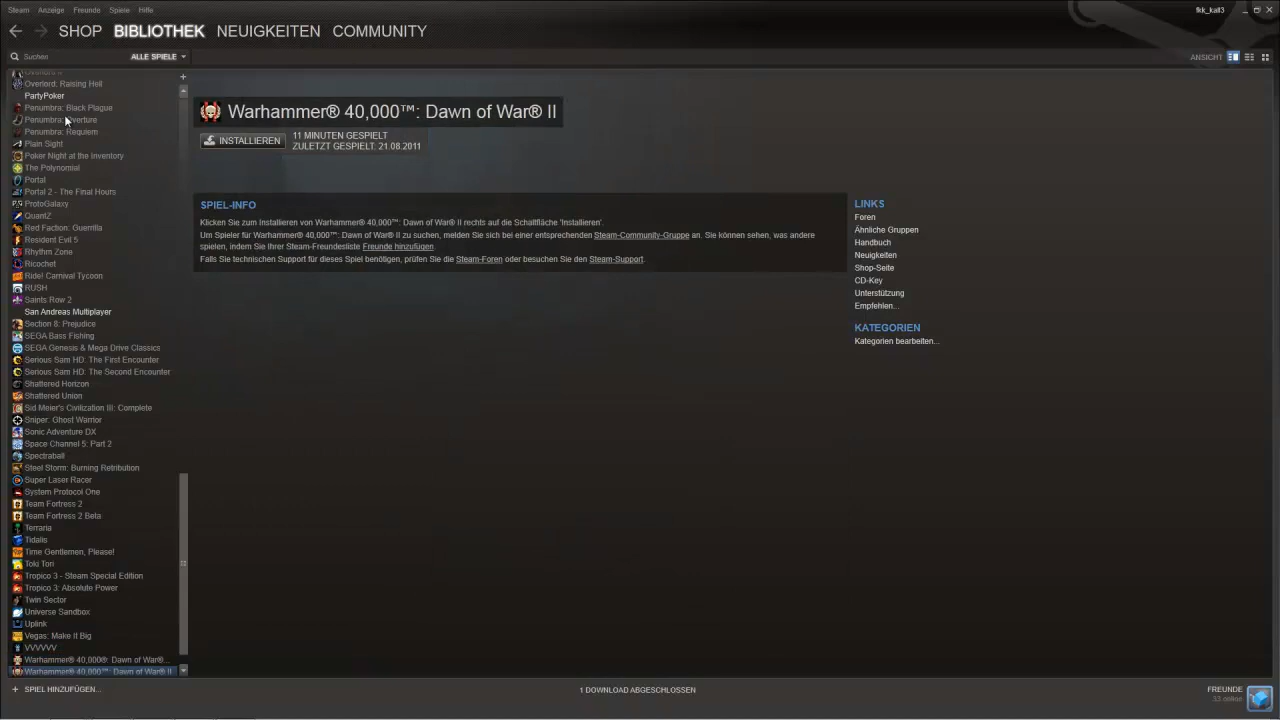 Steam Anzeige Freunde Spiele Hilfe
fkk_kall3
SHOP BIBLIOTHEK NEUIGKEITEN COMMUNITY
Suchen
ALLE SPIELE
ANSICHT
Overlord: Raising Hell
PartyPoker
Penumbra: Black Plague
Penumbra: Overture
Penumbra: Requiem
Plain Sight
Poker Night at the Inventory
The Polynomial
Portal
Portal 2 - The Final Hours
ProtoGalaxy
QuantZ
Red Faction: Guerrilla
Resident Evil 5
Rhythm Zone
Ricochet
Ride! Carnival Tycoon
RUSH
Saints Row 2
San Andreas Multiplayer
Section 8: Prejudice
SEGA Bass Fishing
SEGA Genesis & Mega Drive Classics
Serious Sam HD: The First Encounter
Serious Sam HD: The Second Encounter
Shattered Horizon
Shattered Union
Sid Meier's Civilization III: Complete
Sniper: Ghost Warrior
Sonic Adventure DX
Space Channel 5: Part 2
Spectraball
Steel Storm: Burning Retribution
Super Laser Racer
System Protocol One
Team Fortress 2
Team Fortress 2 Beta
Terraria
Tidalis
Time Gentlemen, Please!
Toki Tori
Tropico 3 - Steam Special Edition
Tropico 3: Absolute Power
Twin Sector
Universe Sandbox
Uplink
Vegas: Make It Big
VVVVVV
Warhammer® 40,000®: Dawn of War®...
Warhammer® 40,000™: Dawn of War® II
Warhammer® 40,000™: Dawn of War® II
INSTALLIEREN
11 MINUTEN GESPIELT
ZULETZT GESPIELT: 21.08.2011
SPIEL-INFO
Klicken Sie zum Installieren von Warhammer® 40,000™: Dawn of War® II rechts auf die Schaltfläche 'Installieren'.
Um Spieler für Warhammer® 40,000™: Dawn of War® II zu suchen, melden Sie sich bei einer entsprechenden Steam-Community-Gruppe an. Sie können sehen, was andere
spielen, indem Sie Ihrer Steam-Freundesliste Freunde hinzufügen.
Falls Sie technischen Support für dieses Spiel benötigen, prüfen Sie die Steam-Foren oder besuchen Sie den Steam-Support.
LINKS
Foren
Ähnliche Gruppen
Handbuch
Neuigkeiten
Shop-Seite
CD-Key
Unterstützung
Empfehlen...
KATEGORIEN
Kategorien bearbeiten...
+ SPIEL HINZUFÜGEN...
1 DOWNLOAD ABGESCHLOSSEN
FREUNDE
33 online